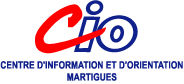 cio
CENTRE D'INFORMATION ET D'ORIENTATION
MARTIGUES